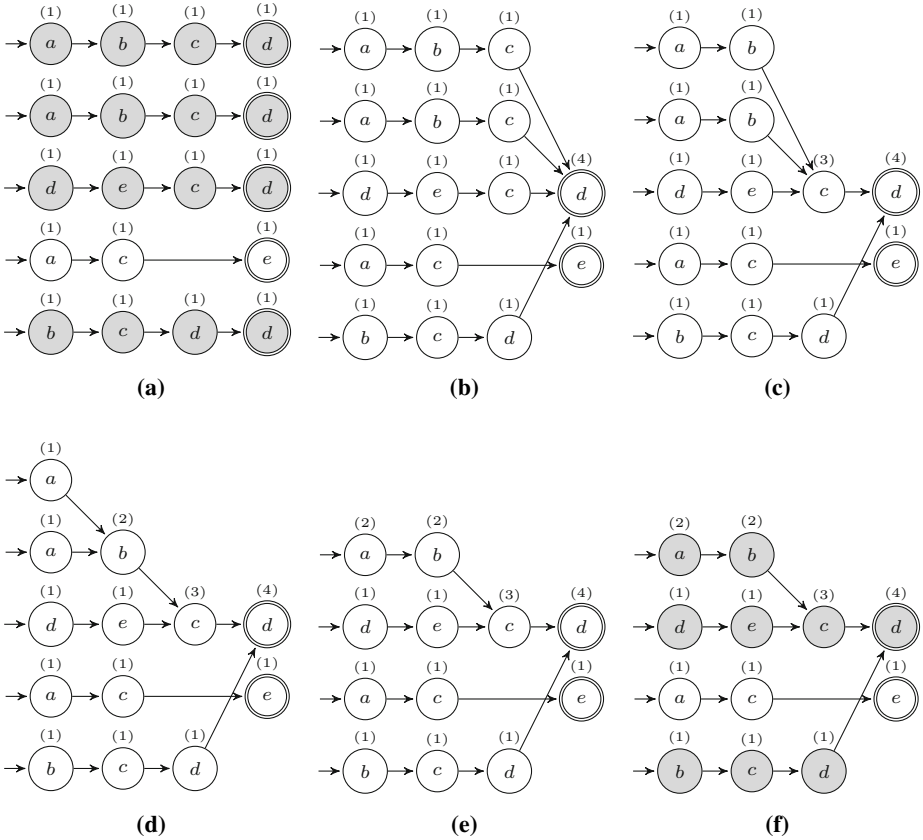 (1) (1) (1) (1)
a b c d
(1) (1) (1) (1)
a b c d
(1) (1) (1) (1)
d e c d
(1) (1) (1)
a c e
(1) (1) (1) (1)
b c d d
(a)
(1) (1) (1)
a b c
(1) (1) (1)
a b c
(1) (1) (1) (4)
d e c d
(1) (1) (1)
a c e
(1) (1) (1)
b c d
(b)
(1) (1)
a b
(1) (1)
a b
(1) (1) (3) (4)
d e c d
(1) (1) (1)
a c e
(1) (1) (1)
b c d
(c)
(1)
a
(1) (2)
a b
(1) (1) (3) (4)
d e c d
(1) (1) (1)
a c e
(1) (1) (1)
b c d
(d)
(2) (2)
a b
(1) (1) (3) (4)
d e c d
(1) (1) (1)
a c e
(1) (1) (1)
b c d
(e)
(2) (2)
a b
(1) (1) (3) (4)
d e c d
(1) (1) (1)
a c e
(1) (1) (1)
b c d
(f)